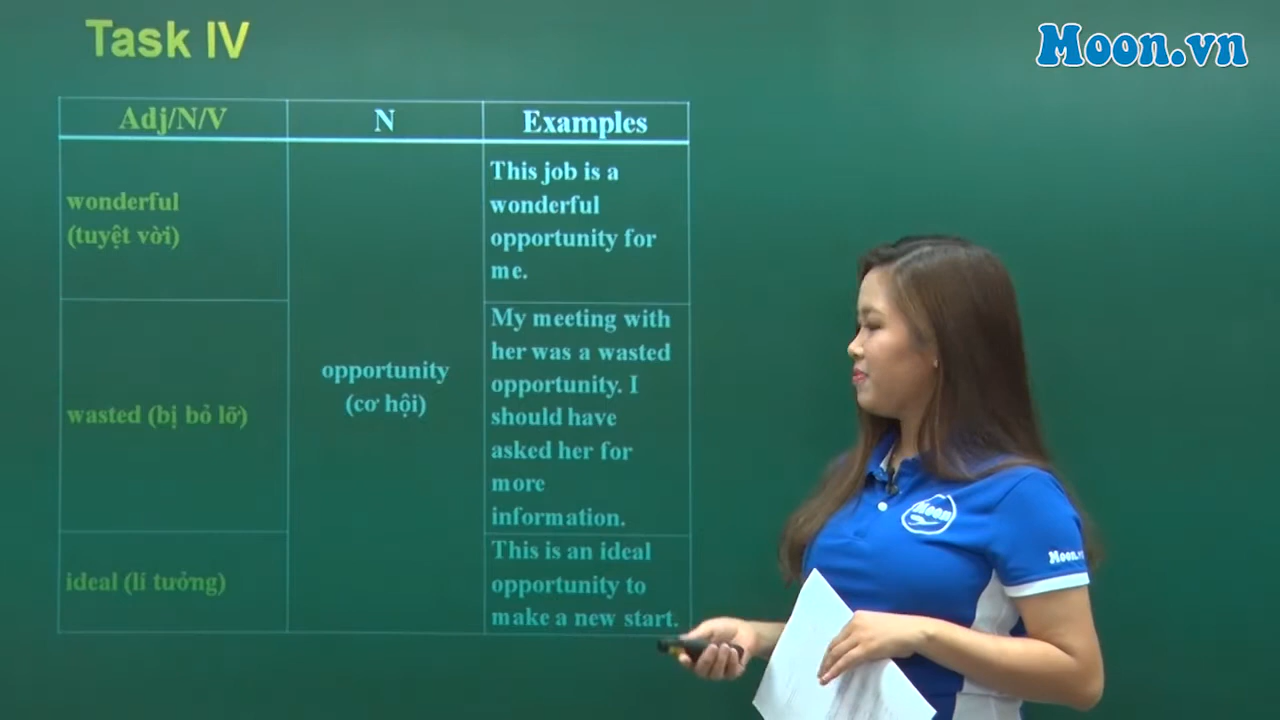 Task IV
Moon.vn
Adj/N/V
N
Examples
wonderful
(tuyệt vời)
This job is a
wonderful
opportunity for
me.
wasted (bị bỏ lỡ)
opportunity
(cơ hội)
My meeting with
her was a wasted
opportunity. I
should have
asked her for
more
information.
ideal (lí tưởng)
This is an ideal
opportunity to
make a new start.
Moon
Moon.v